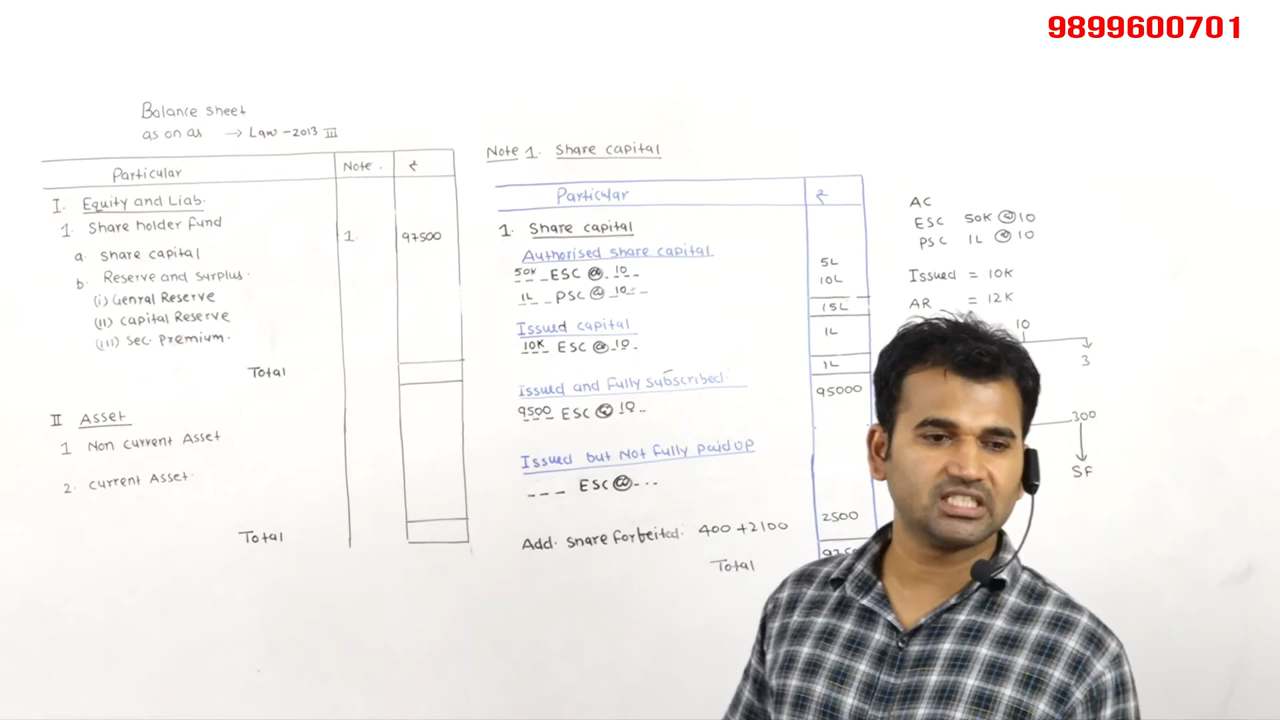 9899600701
Balance sheet
as on as → Law - 2013 III
Particular Note. ₹
I. Equity and Liab.
1. Share holder fund
1. 97500
a. share capital
b. Reserve and surplus.
(i) Genral Reserve
(ii) capital Reserve
(iii) Sec. Premium.
Total
II Asset
1 Non current Asset
2. current Asset.
Total
Note 1. Share capital
Particular ₹
1. Share capital
Authorised share capital
50K ESC @ 10 5L
1L PSC @ 10 10L
15L
Issued capital
10K ESC @ 10 1L
1L
Issued and Fully subscribed.
9500 ESC @ 10 95000
Issued but Not Fully paid up
_ _ _ ESC @ ...
Add. share forfeited. 400 + 2100 2500
Total
AC
ESC 50K @ 10
PSC 1L @ 10
Issued = 10K
AR = 12K
10
3
300
SF